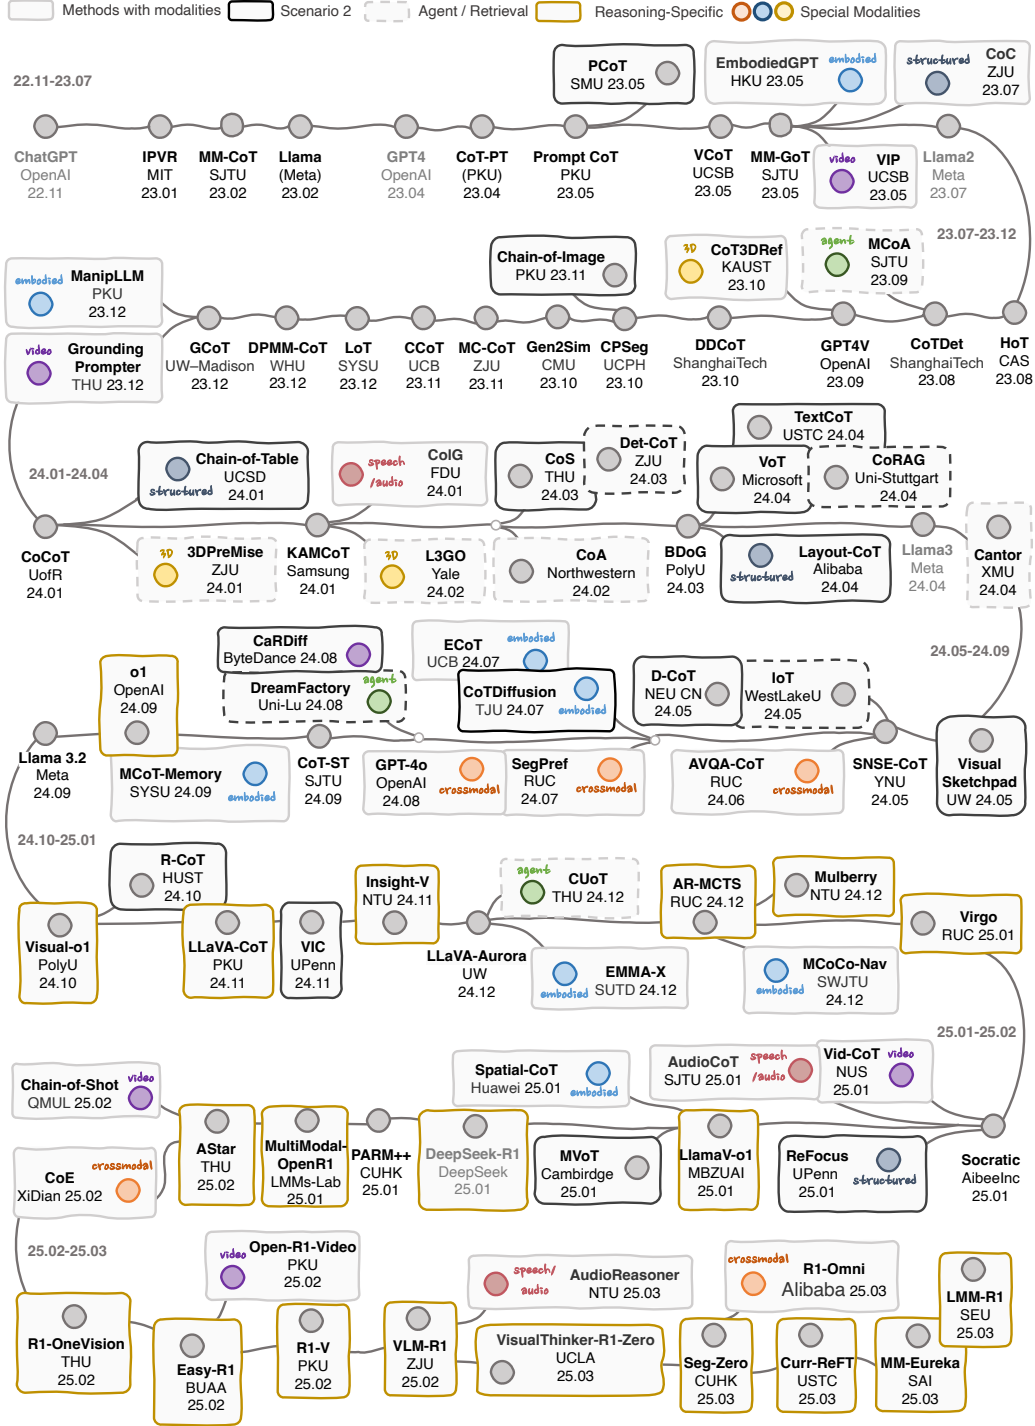 Methods with modalities
Scenario 2
Agent / Retrieval
Reasoning-Specific
Special Modalities
22.11-23.07
PCoT
SMU 23.05
EmbodiedGPT
HKU 23.05
embodied
structured
CoC
ZJU
23.07
ChatGPT
OpenAI
22.11
IPVR
MIT
23.01
MM-CoT
SJTU
23.02
Llama
(Meta)
23.02
GPT4
OpenAI
23.04
CoT-PT
(PKU)
23.04
Prompt CoT
PKU
23.05
VCoT
UCSB
23.05
MM-GoT
SJTU
23.05
video
VIP
UCSB
23.05
Llama2
Meta
23.07
23.07-23.12
embodied
ManipLLM
PKU
23.12
Chain-of-Image
PKU 23.11
3D
CoT3DRef
KAUST
23.10
agent
MCoA
SJTU
23.09
video
Grounding
Prompter
THU 23.12
GCoT
UW–Madison
23.12
DPMM-CoT
WHU
23.12
LoT
SYSU
23.12
CCoT
UCB
23.11
MC-CoT
ZJU
23.11
Gen2Sim
CMU
23.10
CPSeg
UCPH
23.10
DDCoT
ShanghaiTech
23.10
GPT4V
OpenAI
23.09
CoTDet
ShanghaiTech
23.08
HoT
CAS
23.08
24.01-24.04
Chain-of-Table
UCSD
24.01
structured
speech
/audio
CoIG
FDU
24.01
CoS
THU
24.03
Det-CoT
ZJU
24.03
TextCoT
USTC 24.04
VoT
Microsoft
24.04
CoRAG
Uni-Stuttgart
24.04
CoCoT
UofR
24.01
3D
3DPreMise
ZJU
24.01
KAMCoT
Samsung
24.01
3D
L3GO
Yale
24.02
CoA
Northwestern
24.02
BDoG
PolyU
24.03
structured
Layout-CoT
Alibaba
24.04
Llama3
Meta
24.04
Cantor
XMU
24.04
24.05-24.09
o1
OpenAI
24.09
CaRDiff
ByteDance 24.08
DreamFactory
Uni-Lu 24.08
agent
ECoT
UCB 24.07
embodied
CoTDiffusion
TJU 24.07
embodied
D-CoT
NEU CN
24.05
IoT
WestLakeU
24.05
Llama 3.2
Meta
24.09
MCoT-Memory
SYSU 24.09
embodied
CoT-ST
SJTU
24.09
GPT-4o
OpenAI
24.08
crossmodal
SegPref
RUC
24.07
crossmodal
AVQA-CoT
RUC
24.06
crossmodal
SNSE-CoT
YNU
24.05
Visual
Sketchpad
UW 24.05
24.10-25.01
R-CoT
HUST
24.10
Insight-V
NTU 24.11
agent
CUoT
THU 24.12
AR-MCTS
RUC 24.12
Mulberry
NTU 24.12
Virgo
RUC 25.01
Visual-o1
PolyU
24.10
LLaVA-CoT
PKU
24.11
VIC
UPenn
24.11
LLaVA-Aurora
UW
24.12
embodied
EMMA-X
SUTD 24.12
embodied
MCoCo-Nav
SWJTU
24.12
25.01-25.02
Chain-of-Shot
QMUL 25.02
video
Spatial-CoT
Huawei 25.01
embodied
AudioCoT
SJTU 25.01
speech
/audio
Vid-CoT
NUS
25.01
video
CoE
XiDian 25.02
crossmodal
AStar
THU
25.02
MultiModal-
OpenR1
LMMs-Lab
25.01
PARM++
CUHK
25.01
DeepSeek-R1
DeepSeek
25.01
MVoT
Cambirdge
25.01
LlamaV-o1
MBZUAI
25.01
ReFocus
UPenn
25.01
structured
Socratic
AibeeInc
25.01
25.02-25.03
video
Open-R1-Video
PKU
25.02
speech/
audio
AudioReasoner
NTU 25.03
crossmodal
R1-Omni
Alibaba 25.03
LMM-R1
SEU
25.03
R1-OneVision
THU
25.02
Easy-R1
BUAA
25.02
R1-V
PKU
25.02
VLM-R1
ZJU
25.02
VisualThinker-R1-Zero
UCLA
25.03
Seg-Zero
CUHK
25.03
Curr-ReFT
USTC
25.03
MM-Eureka
SAI
25.03